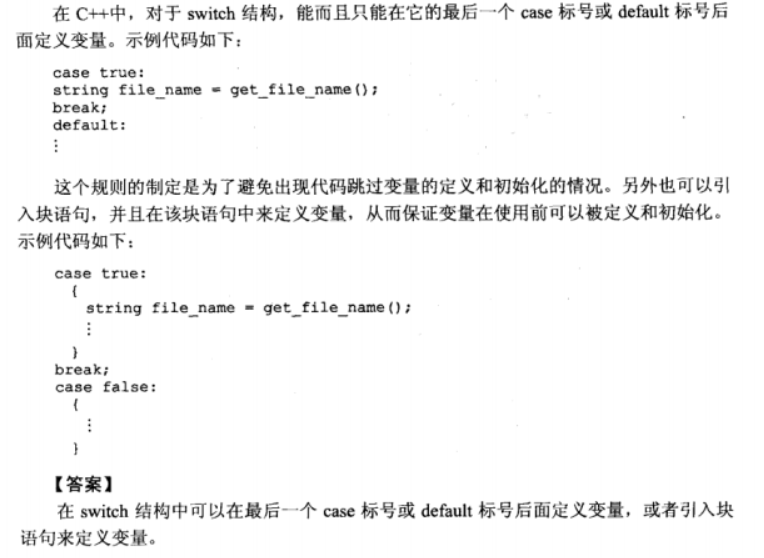 在 C++中，对于 switch 结构，能而且只能在它的最后一个 case 标号或 default 标号后
面定义变量。示例代码如下：
case true:
string file_name = get_file_name();
break;
default:
⋮
这个规则的制定是为了避免出现代码跳过变量的定义和初始化的情况。另外也可以引
入块语句，并且在该块语句中来定义变量，从而保证变量在使用前可以被定义和初始化。
示例代码如下：
case true:
{
string file_name = get_file_name();
⋮
}
break;
case false:
{
⋮
}
【答案】
在 switch 结构中可以在最后一个 case 标号或 default 标号后面定义变量，或者引入块
语句来定义变量。